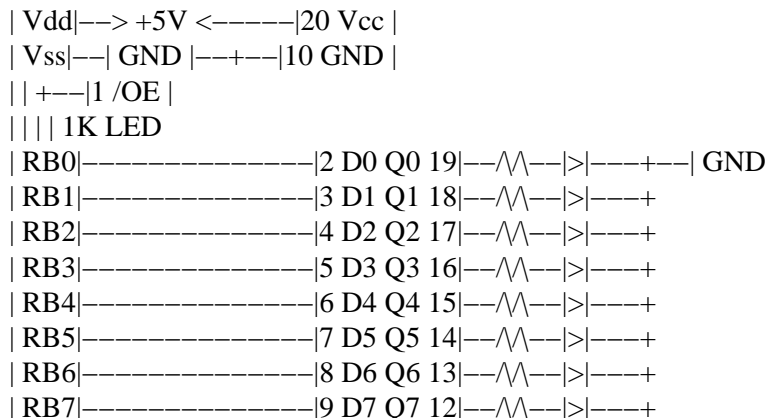 | Vdd|−−> +5V <−−−−−|20 Vcc |
| Vss|−−| GND |−−+−−|10 GND |
| | +−−|1 /OE |
| | | | 1K LED
| RB0|−−−−−−−−−−−−−−|2 D0 Q0 19|−−/\/\−−|>|−−−+−−| GND
| RB1|−−−−−−−−−−−−−−|3 D1 Q1 18|−−/\/\−−|>|−−−+
| RB2|−−−−−−−−−−−−−−|4 D2 Q2 17|−−/\/\−−|>|−−−+
| RB3|−−−−−−−−−−−−−−|5 D3 Q3 16|−−/\/\−−|>|−−−+
| RB4|−−−−−−−−−−−−−−|6 D4 Q4 15|−−/\/\−−|>|−−−+
| RB5|−−−−−−−−−−−−−−|7 D5 Q5 14|−−/\/\−−|>|−−−+
| RB6|−−−−−−−−−−−−−−|8 D6 Q6 13|−−/\/\−−|>|−−−+
| RB7|−−−−−−−−−−−−−−|9 D7 Q7 12|−−/\/\−−|>|−−−+